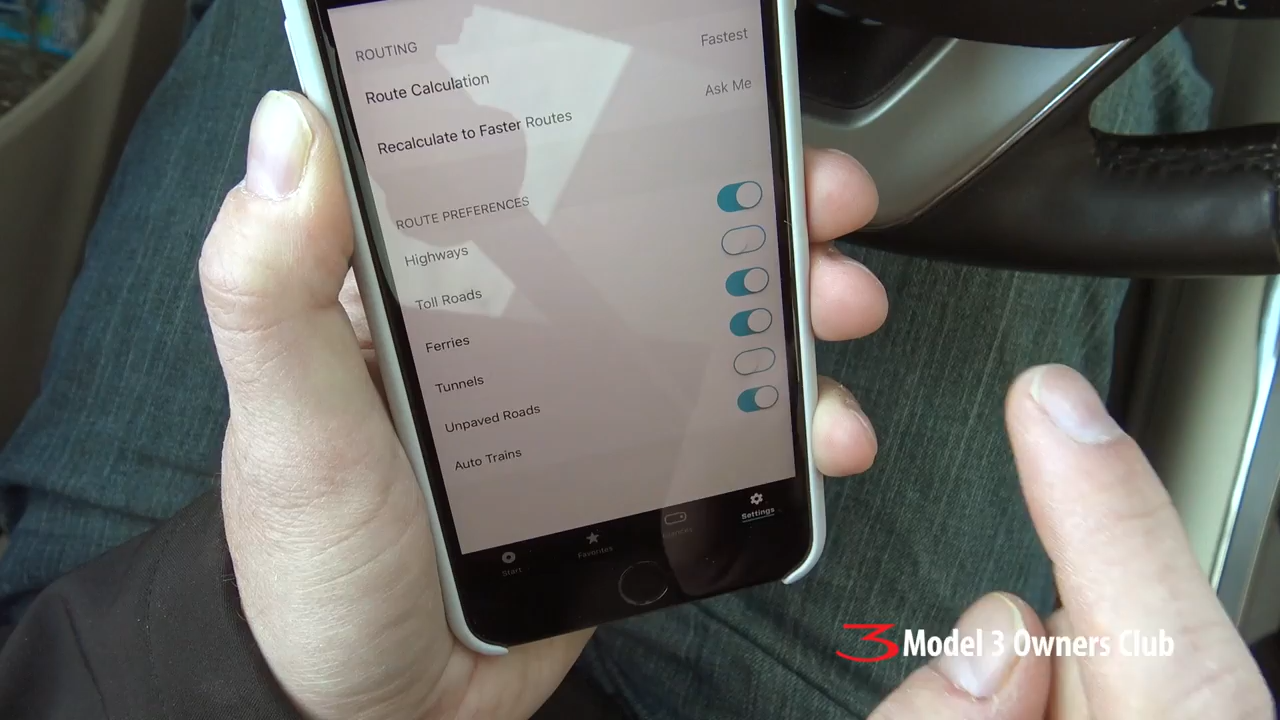 ROUTING
Route Calculation
Fastest
Recalculate to Faster Routes
Ask Me
ROUTE PREFERENCES
Highways
Toll Roads
Ferries
Tunnels
Unpaved Roads
Auto Trains
Start
Favorites
Settings
3 Model 3 Owners Club